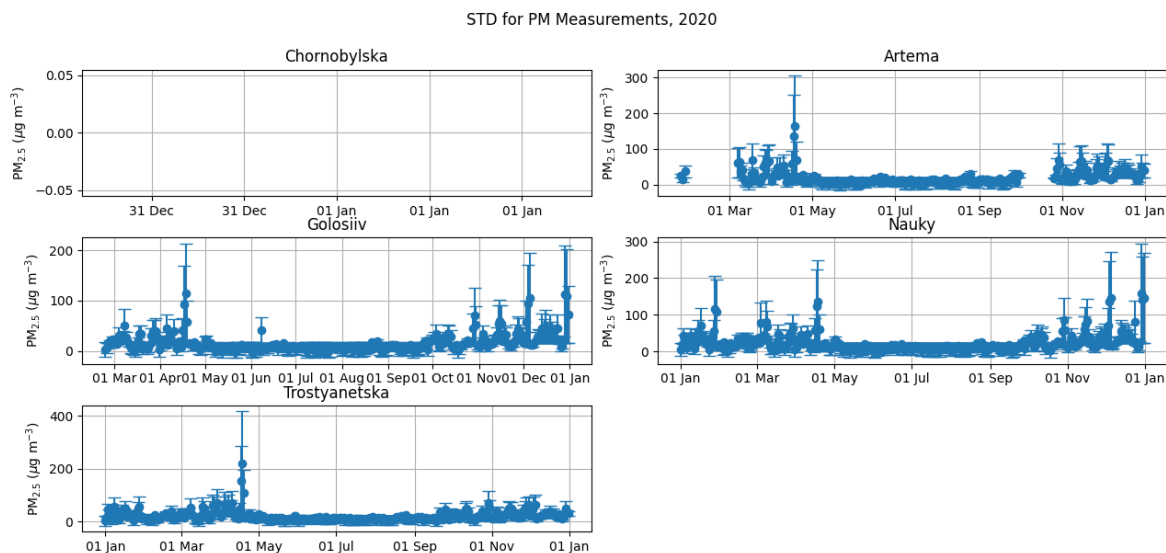 STD for PM Measurements, 2020
Chornobylska
PM2.5 (μg m−3)
0.05
0.00
−0.05
31 Dec 31 Dec 01 Jan 01 Jan 01 Jan
Artema
PM2.5 (μg m−3)
300
200
100
0
01 Mar 01 May 01 Jul 01 Sep 01 Nov 01 Jan
Golosiiv
PM2.5 (μg m−3)
200
100
0
01 Mar 01 Apr 01 May 01 Jun 01 Jul 01 Aug 01 Sep 01 Oct 01 Nov 01 Dec 01 Jan
Nauky
PM2.5 (μg m−3)
300
200
100
0
01 Jan 01 Mar 01 May 01 Jul 01 Sep 01 Nov 01 Jan
Trostyanetska
PM2.5 (μg m−3)
400
200
0
01 Jan 01 Mar 01 May 01 Jul 01 Sep 01 Nov 01 Jan